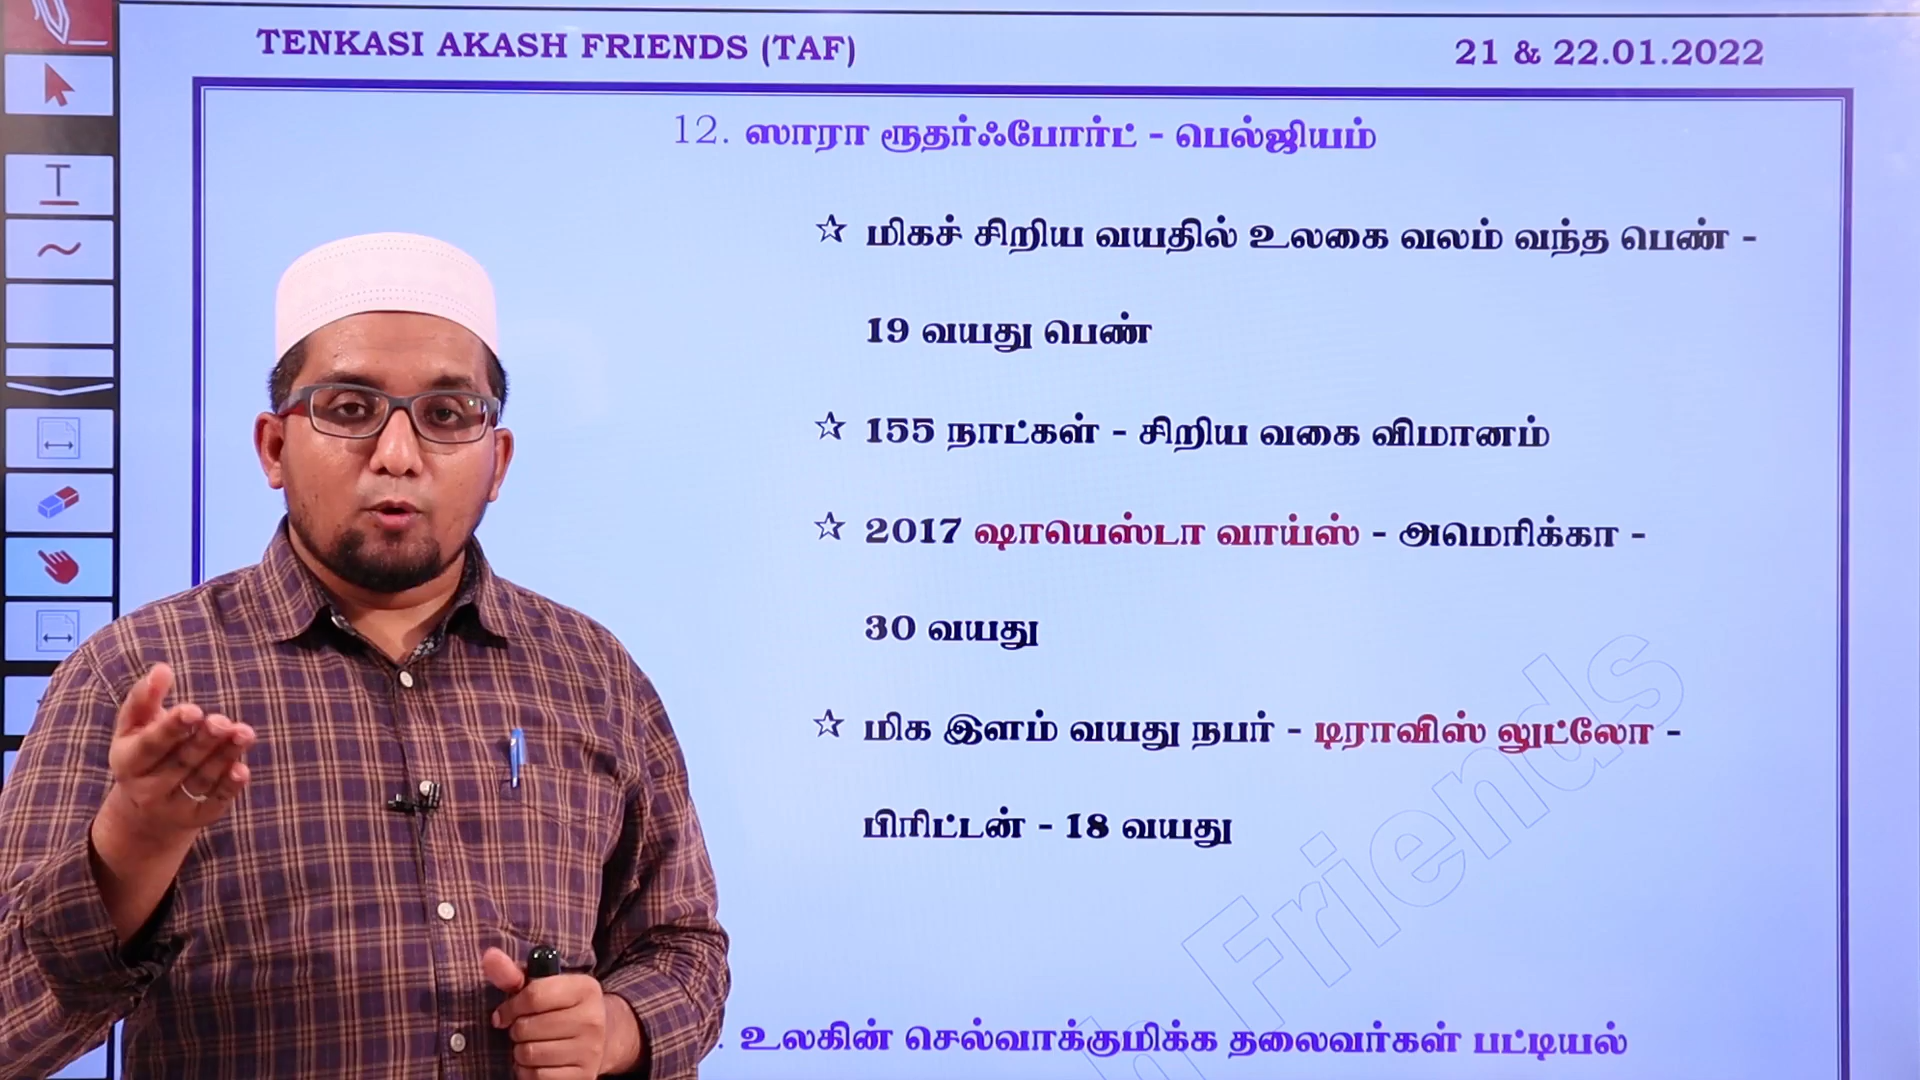 TENKASI AKASH FRIENDS (TAF) 21 & 22.01.2022
12. ஸாரா ரூதர்ஃபோர்ட் - பெல்ஜியம்
☆ மிகச் சிறிய வயதில் உலகை வலம் வந்த பெண் -
19 வயது பெண்
☆ 155 நாட்கள் - சிறிய வகை விமானம்
☆ 2017 ஷாயெஸ்டா வாய்ஸ் - அமெரிக்கா -
30 வயது
☆ மிக இளம் வயது நபர் - டிராவிஸ் லுட்லோ -
பிரிட்டன் - 18 வயது
Friends
உலகின் செல்வாக்குமிக்க தலைவர்கள் பட்டியல்